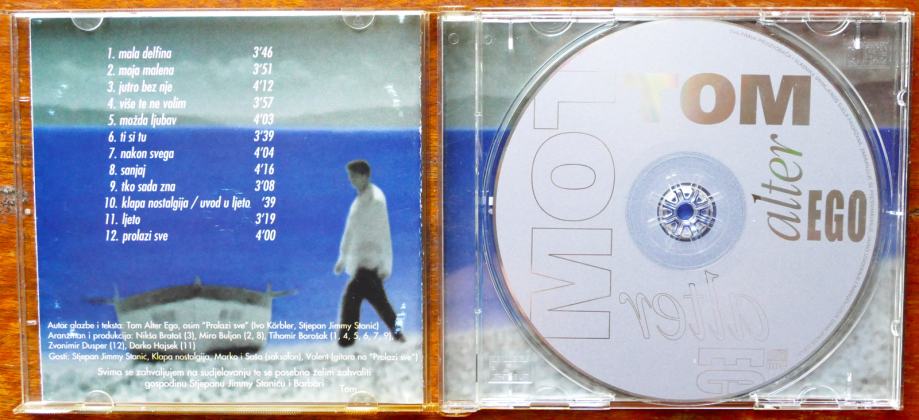 1. mala delfina 3'46
2. moja malena 3'51
3. jutro bez nje 4'12
4. više te ne volim 3'57
5. možda ljubav 4'03
6. ti si tu 3'39
7. nakon svega 4'04
8. sanjaj 4'16
9. tko sada zna 3'08
10. klapa nostalgija / uvod u ljeto '39
11. ljeto 3'19
12. prolazi sve 4'00
Autor glazbe i teksta: Tom Alter Ego, osim "Prolazi sve" (Ivo Körbler, Stjepan Jimmy Stanić)
Aranžman i produkcija: Nikša Bratoš (3), Miro Buljan (2, 8), Tihomir Borošak (1, 4, 5, 6, 7, 9),
Zvonimir Dusper (12), Darko Hajsek (11)
Gosti: Stjepan Jimmy Stanić, Klapa nostalgija, Marko i Saša (saksofon), Valent (gitara na "Prolazi sve")
Svima se zahvaljujem na sudjelovanju te se posebno želim zahvaliti
gospodinu Stjepanu Jimmy Staniću i Barbari
Tom
TOM
alter
EGO
TOM
alter
EGO